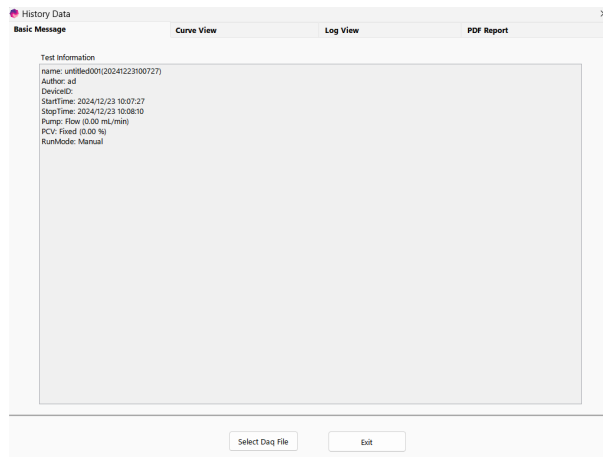 History Data
Basic Message
Curve View
Log View
PDF Report
Test Information
name: untitled001(20241223100727)
Author: ad
DeviceID:
StartTime: 2024/12/23 10:07:27
StopTime: 2024/12/23 10:08:10
Pump: Flow (0.00 mL/min)
PCV: Fixed (0.00 %)
RunMode: Manual
Select Daq File
Exit